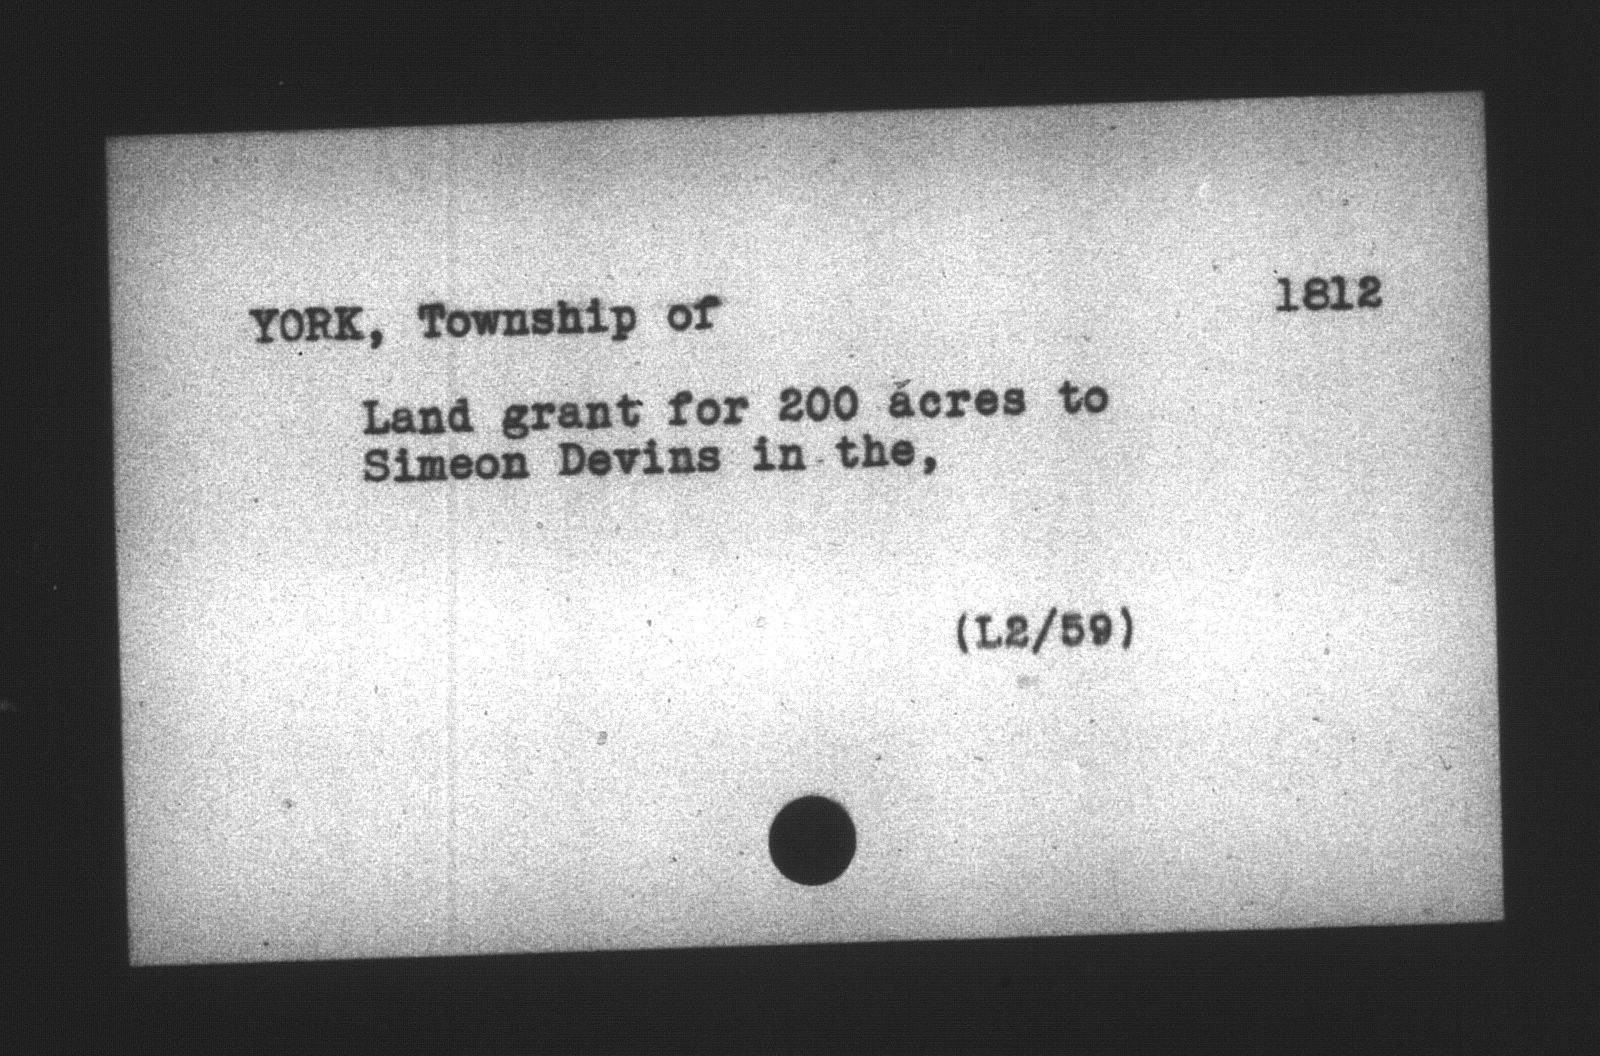 YORK, Township of 1812
Land grant for 200 acres to
Simeon Devins in the,
(L2/59)